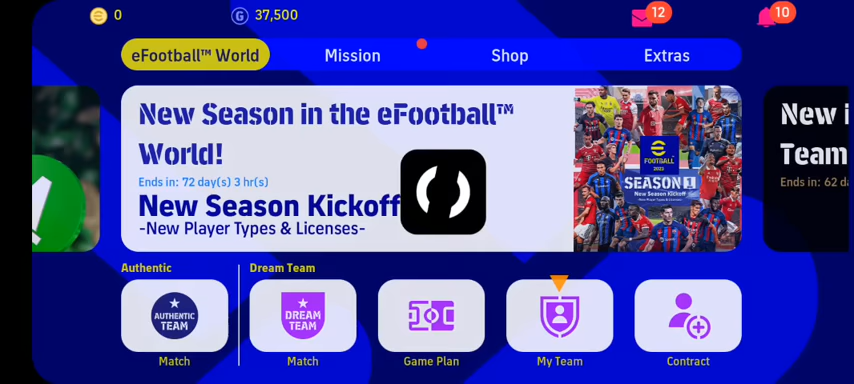 0
G 37,500
12
10
eFootball™ World
Mission
Shop
Extras
New Season in the eFootball™
World!
Ends in: 72 day(s) 3 hr(s)
New Season Kickoff
-New Player Types & Licenses-
FOOTBALL™
2023
SEASON 1
New Season Kickoff
New i
Team
Ends in: 62 da
Authentic
Dream Team
AUTHENTIC
TEAM
DREAM
TEAM
Match
Match
Game Plan
My Team
Contract